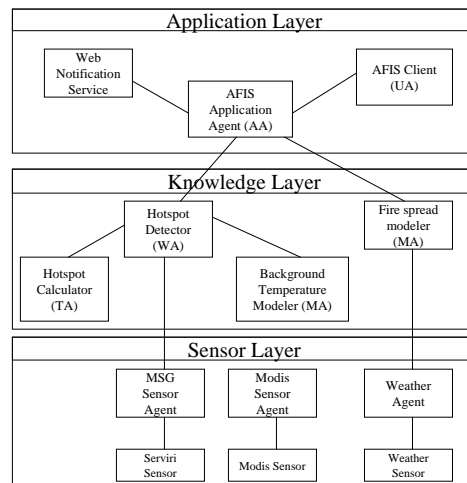 Application Layer
Web
Notification
Service
AFIS
Application
Agent (AA)
AFIS Client
(UA)
Knowledge Layer
Hotspot
Detector
(WA)
Fire spread
modeler
(MA)
Hotspot
Calculator
(TA)
Background
Temperature
Modeler (MA)
Sensor Layer
MSG
Sensor
Agent
Modis
Sensor
Agent
Weather
Agent
Serviri
Sensor
Modis Sensor
Weather
Sensor